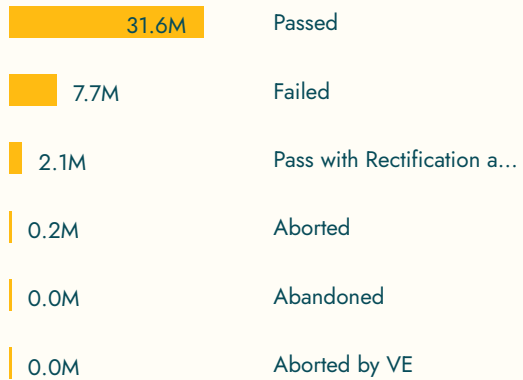 31.6M Passed
7.7M Failed
2.1M Pass with Rectification a...
0.2M Aborted
0.0M Abandoned
0.0M Aborted by VE